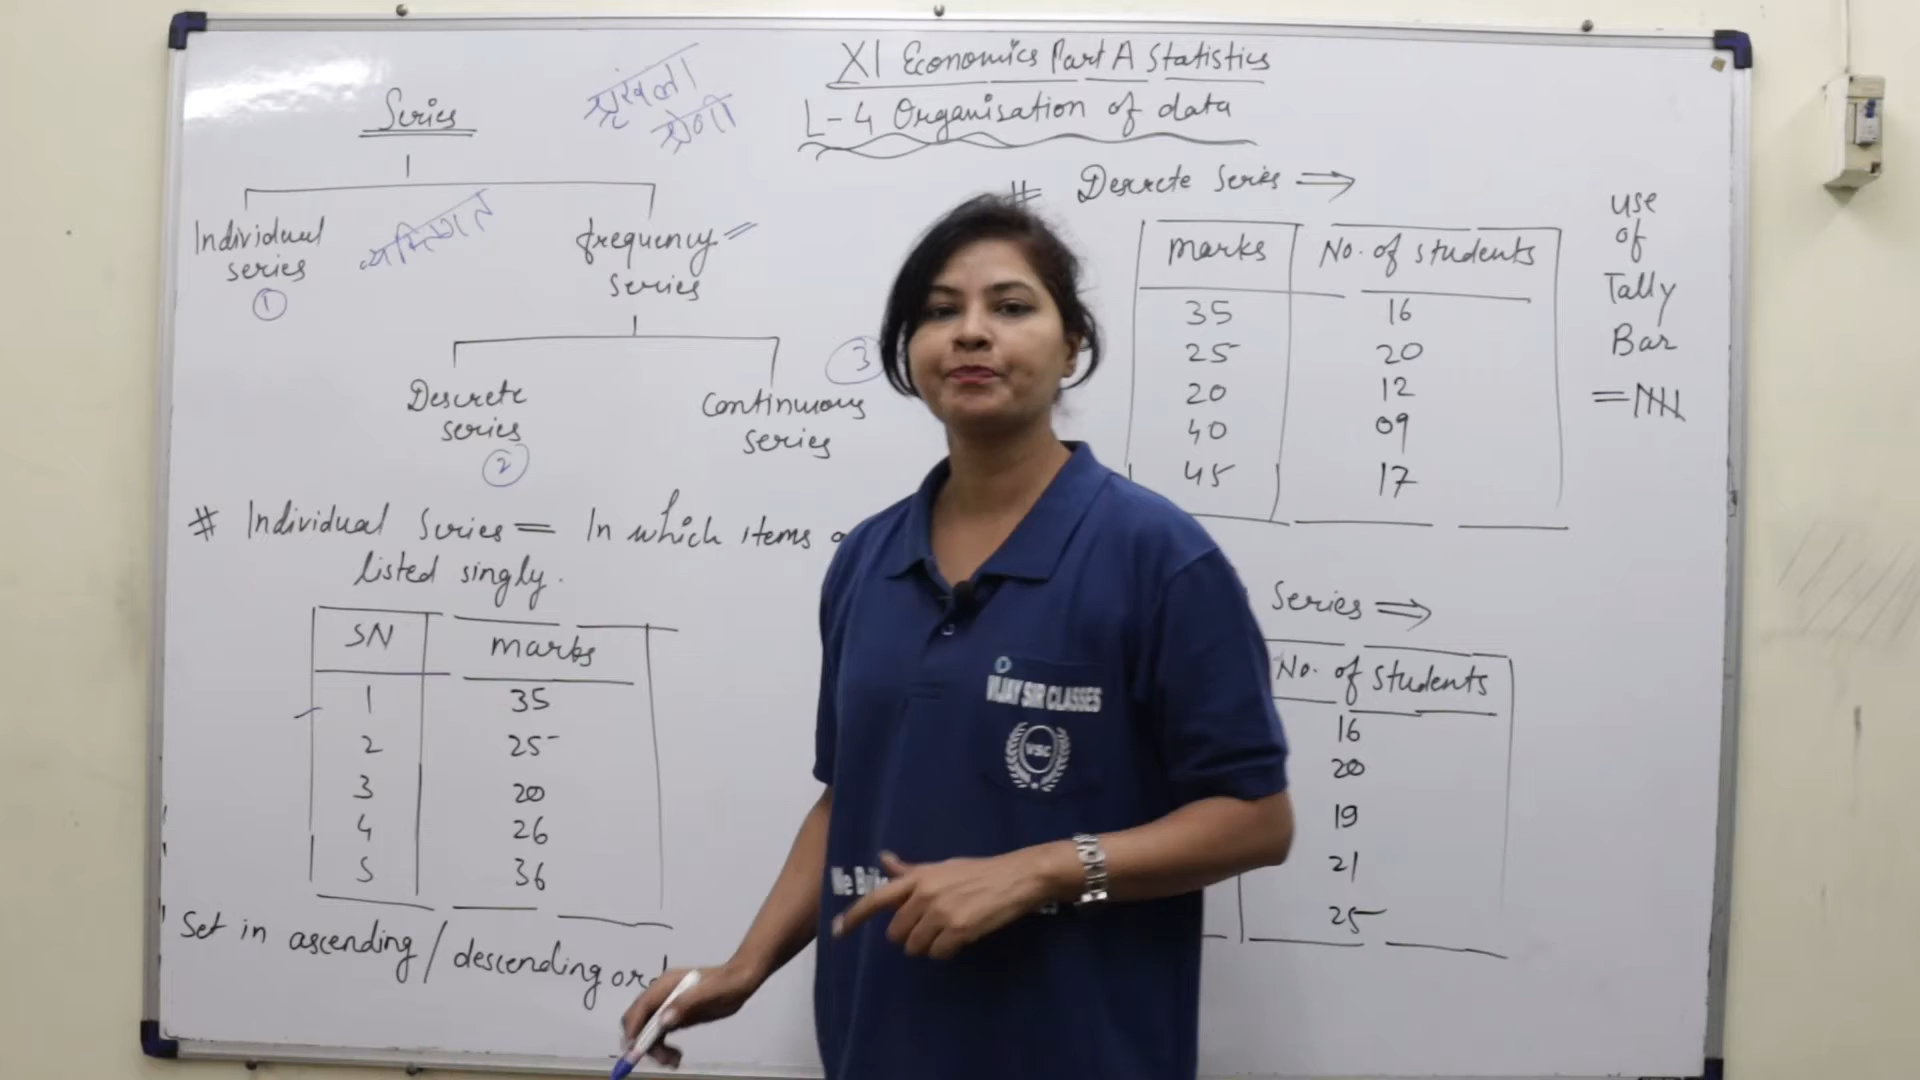 XI Economics Part A Statistics
L-4 Organisation of data
Series
श्रृंखला
श्रेणी
Individual
series
1
व्यक्तिगत
frequency
series
Descrete
series
2
3
Continuous
series
# Individual Series = In which items
listed singly.
SN marks
1 35
2 25
3 20
4 26
5 36
Set in ascending / descending
# Descrete Series ⇒
marks No. of students
35 16
25 20
20 12
40 09
45 17
use
of
Tally
Bar
=
Series ⇒
No. of students
16
20
19
21
25
VIJAY SIR CLASSES
VSC